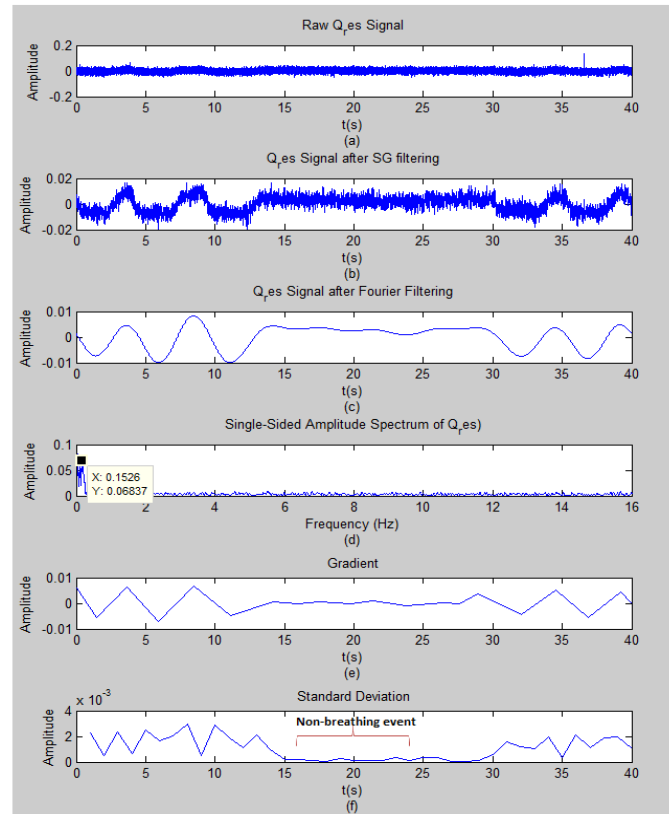 Raw Q_res Signal
0.2
0
-0.2
Amplitude
0 5 10 15 20 25 30 35 40
t(s)
(a)
Q_res Signal after SG filtering
0.02
0
-0.02
Amplitude
0 5 10 15 20 25 30 35 40
t(s)
(b)
Q_res Signal after Fourier Filtering
0.01
0
-0.01
Amplitude
0 5 10 15 20 25 30 35 40
t(s)
(c)
Single-Sided Amplitude Spectrum of Q_res)
0.1
0.05
0
Amplitude
X: 0.1526
Y: 0.06837
0 2 4 6 8 10 12 14 16
Frequency (Hz)
(d)
Gradient
0.01
0
-0.01
Amplitude
0 5 10 15 20 25 30 35 40
t(s)
(e)
Standard Deviation
x 10^-3
4
2
0
Amplitude
Non-breathing event
0 5 10 15 20 25 30 35 40
t(s)
(f)